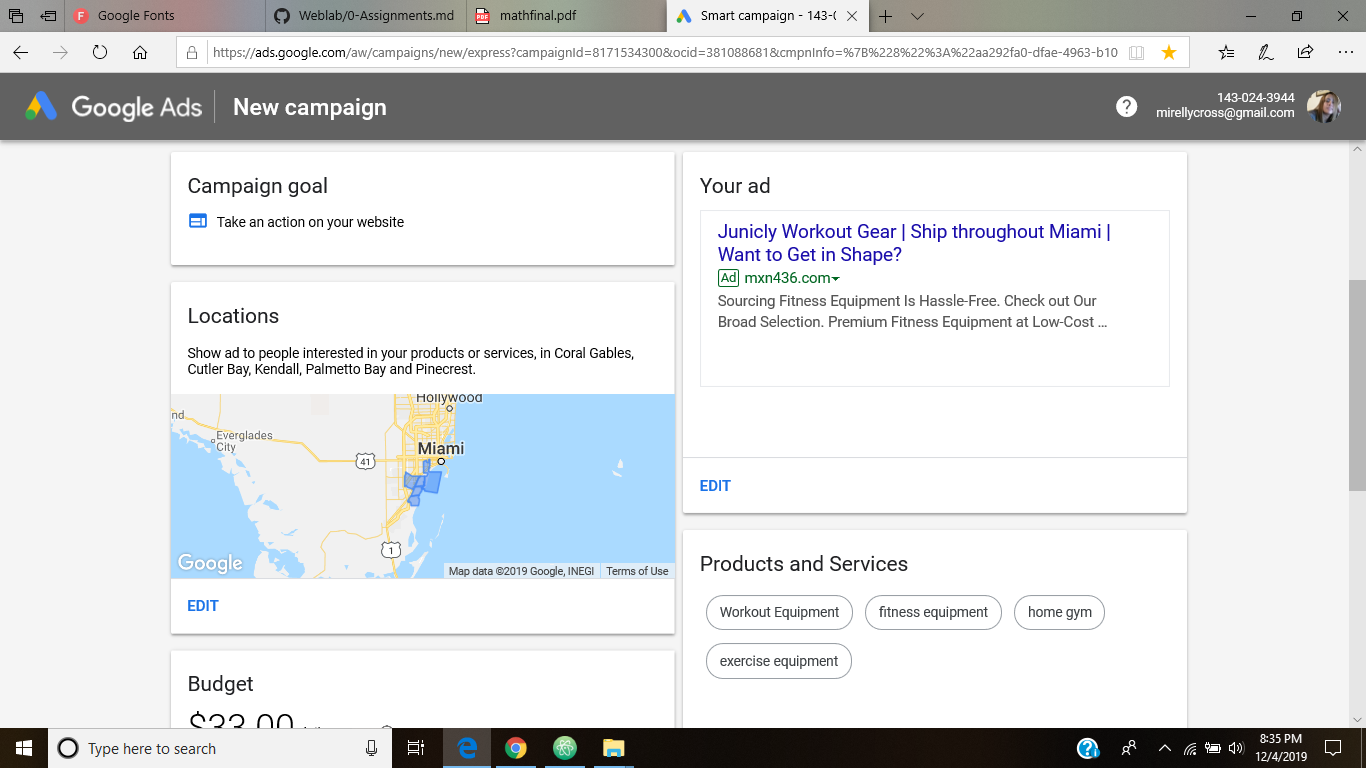 Google Fonts
Weblab/0-Assignments.md
mathfinal.pdf
Smart campaign - 143-0
https://ads.google.com/aw/campaigns/new/express?campaignId=8171534300&ocid=381088681&cmpnInfo=%7B%228%22%3A%22aa292fa0-dfae-4963-b10
Google Ads
New campaign
143-024-3944
mirellycross@gmail.com
Campaign goal
Take an action on your website
Locations
Show ad to people interested in your products or services, in Coral Gables,
Cutler Bay, Kendall, Palmetto Bay and Pinecrest.
Hollywood
nd
Everglades
City
Miami
41
1
Google
Map data ©2019 Google, INEGI
Terms of Use
EDIT
Budget
$33.00
Your ad
Junicly Workout Gear | Ship throughout Miami |
Want to Get in Shape?
Ad mxn436.com
Sourcing Fitness Equipment Is Hassle-Free. Check out Our
Broad Selection. Premium Fitness Equipment at Low-Cost ...
EDIT
Products and Services
Workout Equipment
fitness equipment
home gym
exercise equipment
Type here to search
8:35 PM
12/4/2019